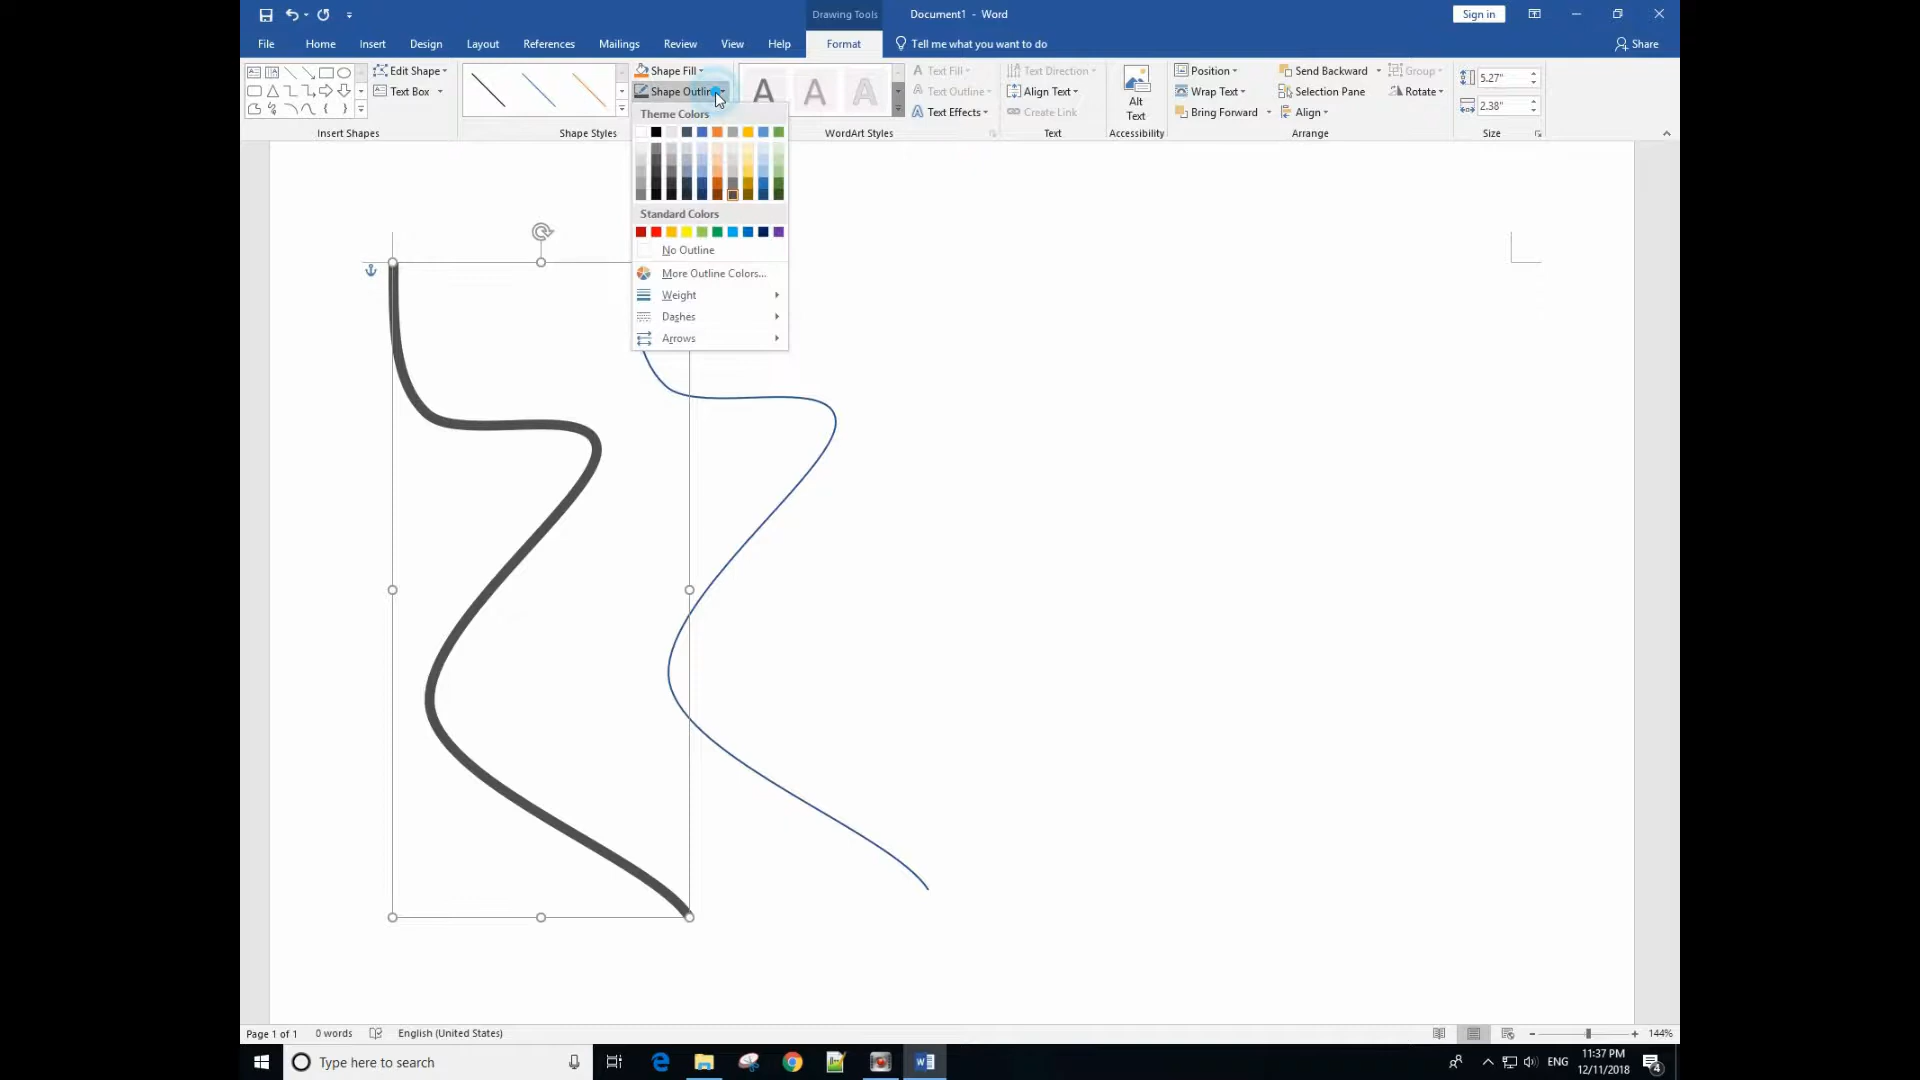 Drawing Tools
Document1 - Word
Sign in
File
Home
Insert
Design
Layout
References
Mailings
Review
View
Help
Format
Tell me what you want to do
Share
Edit Shape
Text Box
Insert Shapes
Shape Styles
Shape Fill
Shape Outline
A A A
WordArt Styles
Text Fill
Text Outline
Text Effects
Text Direction
Align Text
Create Link
Text
Alt
Text
Accessibility
Position
Wrap Text
Bring Forward
Send Backward
Selection Pane
Align
Group
Rotate
Arrange
5.27"
2.38"
Size
Theme Colors
Standard Colors
No Outline
More Outline Colors...
Weight
Dashes
Arrows
Page 1 of 1
0 words
English (United States)
144%
Type here to search
ENG
11:37 PM
12/11/2018
4